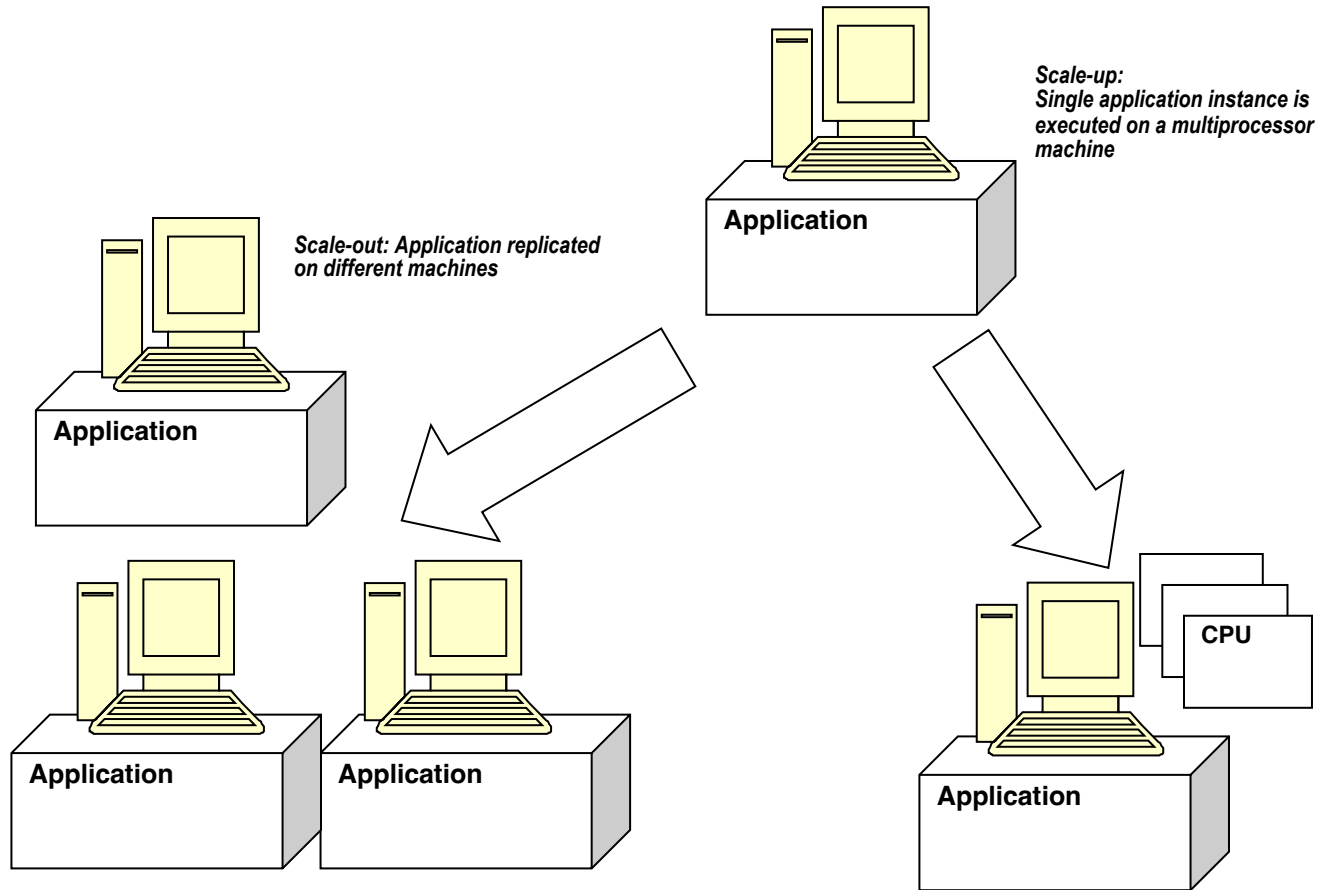 Scale-up:
Single application instance is
executed on a multiprocessor
machine
Application
Scale-out: Application replicated
on different machines
Application
Application
Application
CPU
Application